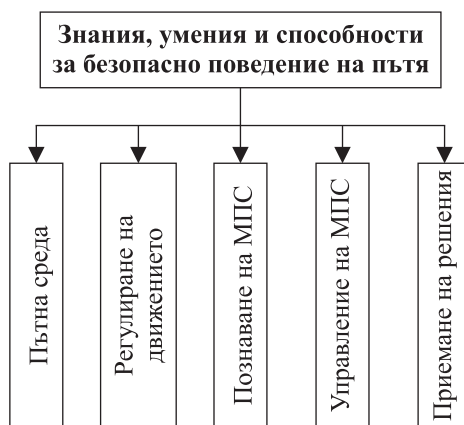 Знания, умения и способности
за безопасно поведение на пътя
Пътна среда
Регулиране на
движението
Познаване на МПС
Управление на МПС
Приемане на решения